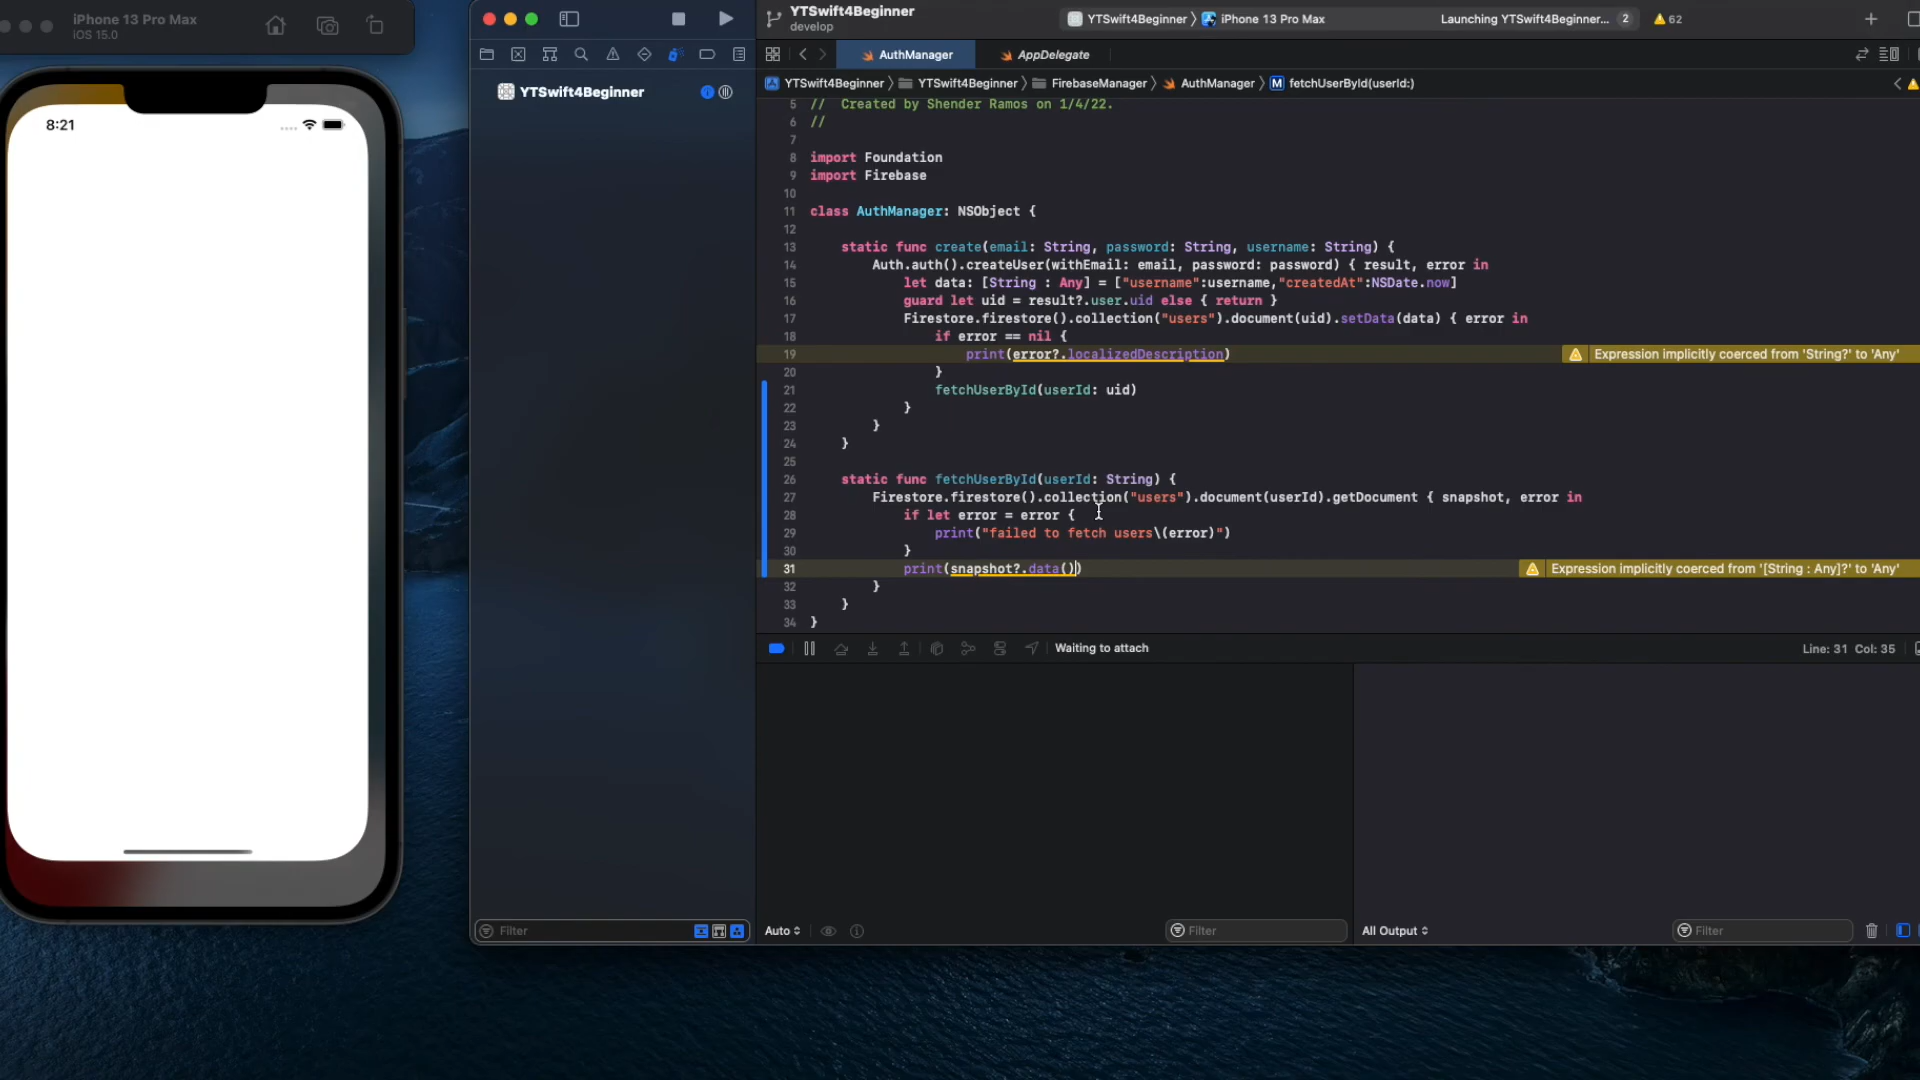 iPhone 13 Pro Max
iOS 15.0
8:21
YTSwift4Beginner
YTSwift4Beginner
develop
YTSwift4Beginner 〉 iPhone 13 Pro Max
Launching YTSwift4Beginner... 2
62
AuthManager
AppDelegate
YTSwift4Beginner 〉 YTSwift4Beginner 〉 FirebaseManager 〉 AuthManager 〉 M fetchUserById(userId:)
5 //  Created by Shender Ramos on 1/4/22.
6 //
7
8 import Foundation
9 import Firebase
10
11 class AuthManager: NSObject {
12
13     static func create(email: String, password: String, username: String) {
14         Auth.auth().createUser(withEmail: email, password: password) { result, error in
15             let data: [String : Any] = ["username":username,"createdAt":NSDate.now]
16             guard let uid = result?.user.uid else { return }
17             Firestore.firestore().collection("users").document(uid).setData(data) { error in
18                 if error == nil {
19                     print(error?.localizedDescription)
Expression implicitly coerced from 'String?' to 'Any'
20                 }
21                 fetchUserById(userId: uid)
22             }
23         }
24     }
25
26     static func fetchUserById(userId: String) {
27         Firestore.firestore().collection("users").document(userId).getDocument { snapshot, error in
28             if let error = error {
29                 print("failed to fetch users\(error)")
30             }
31             print(snapshot?.data())
Expression implicitly coerced from '[String : Any]?' to 'Any'
32         }
33     }
34 }
Waiting to attach
Line: 31 Col: 35
Filter
Auto
Filter
All Output
Filter